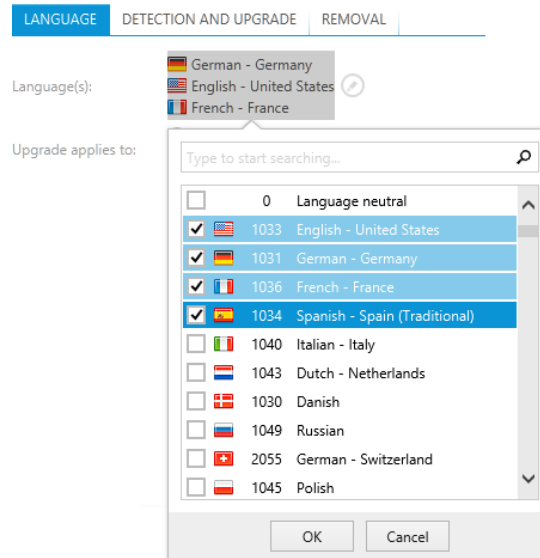 LANGUAGE DETECTION AND UPGRADE REMOVAL
Language(s):
German - Germany
English - United States
French - France
Upgrade applies to:
Type to start searching...
0 Language neutral
1033 English - United States
1031 German - Germany
1036 French - France
1034 Spanish - Spain (Traditional)
1040 Italian - Italy
1043 Dutch - Netherlands
1030 Danish
1049 Russian
2055 German - Switzerland
1045 Polish
OK Cancel